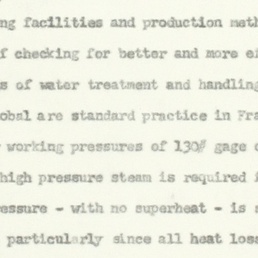 ng facilities and production meth
f checking for better and more ef
s of water treatment and handling
obal are standard practice in Fra
working pressures of 130# gage o
high pressure steam is required i
essure - with no superheat - is s
particularly since all heat loss